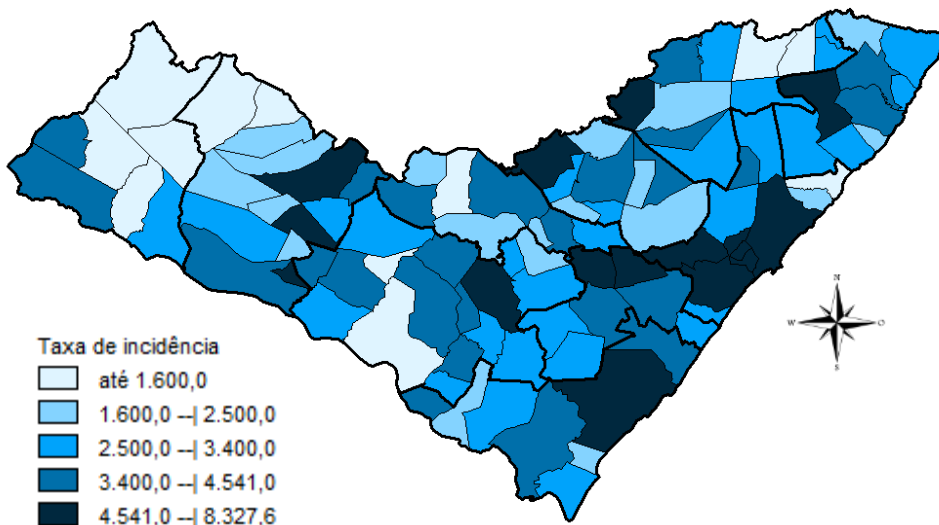 N
W
O
S
Taxa de incidência
até 1.600,0
1.600,0 --| 2.500,0
2.500,0 --| 3.400,0
3.400,0 --| 4.541,0
4.541,0 --| 8.327,6